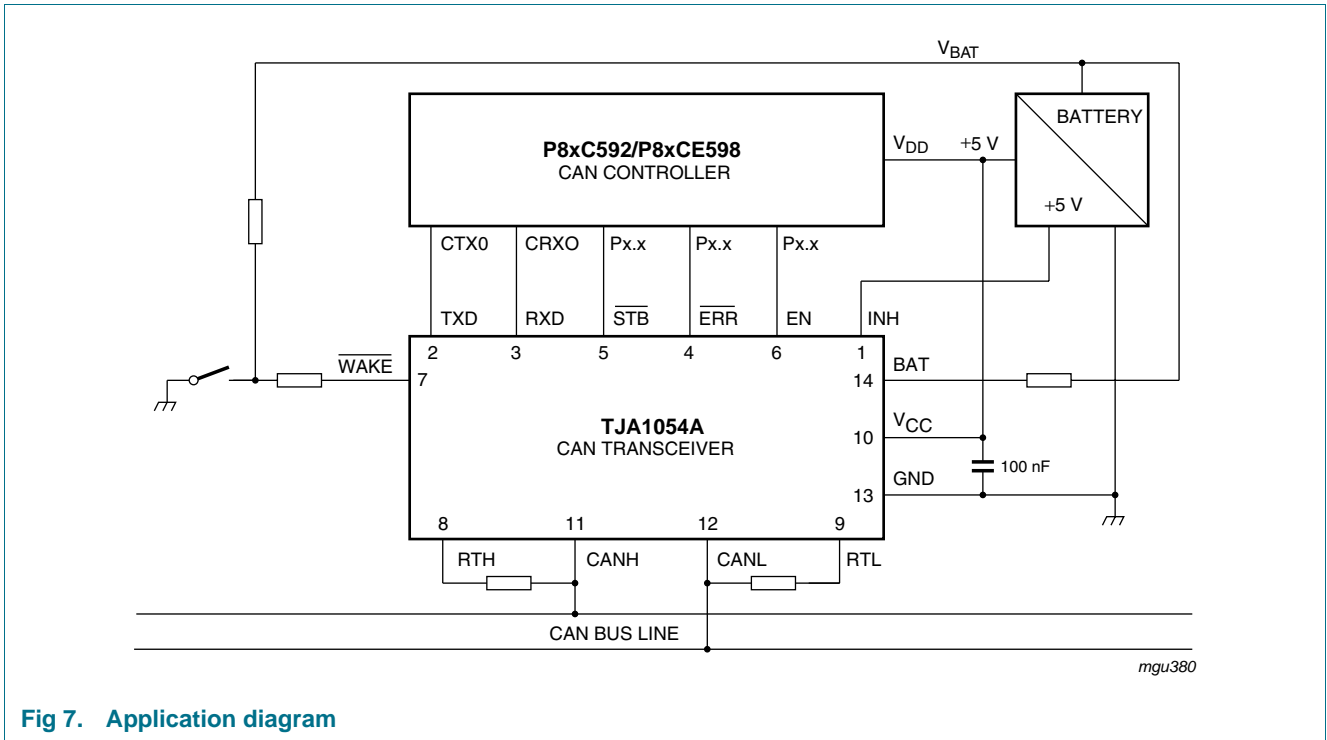 VBAT
BATTERY
P8xC592/P8xCE598
CAN CONTROLLER
VDD +5 V
+5 V
CTX0 CRXO Px.x Px.x Px.x
TXD RXD STB ERR EN INH
2 3 5 4 6 1
WAKE 7
14 BAT
TJA1054A
CAN TRANSCEIVER
10 VCC
100 nF
13 GND
8 11 12 9
RTH CANH CANL RTL
CAN BUS LINE
mgu380
Fig 7. Application diagram